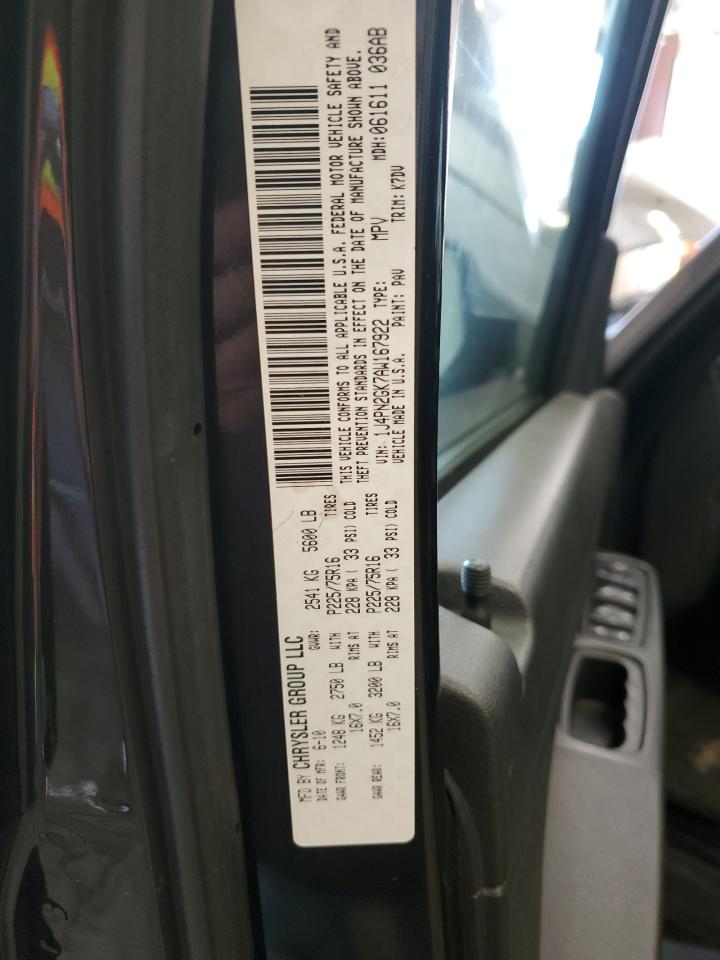 MFD BY CHRYSLER GROUP LLC
DATE OF MFR: 6-10 GVWR: 2541 KG 5600 LB
GAWR FRONT: 1248 KG 2750 LB WITH P225/75R16 TIRES
16X7.0 RIMS AT 228 KPA ( 33 PSI) COLD
GAWR REAR: 1452 KG 3200 LB WITH P225/75R16 TIRES
16X7.0 RIMS AT 228 KPA ( 33 PSI) COLD
THIS VEHICLE CONFORMS TO ALL APPLICABLE U.S.A. FEDERAL MOTOR VEHICLE SAFETY AND
THEFT PREVENTION STANDARDS IN EFFECT ON THE DATE OF MANUFACTURE SHOWN ABOVE.
VIN: 1J4PN2GK7AW167922 TYPE: MPV MDH:061611 036AB
VEHICLE MADE IN U.S.A. PAINT: PAV TRIM: K7DV